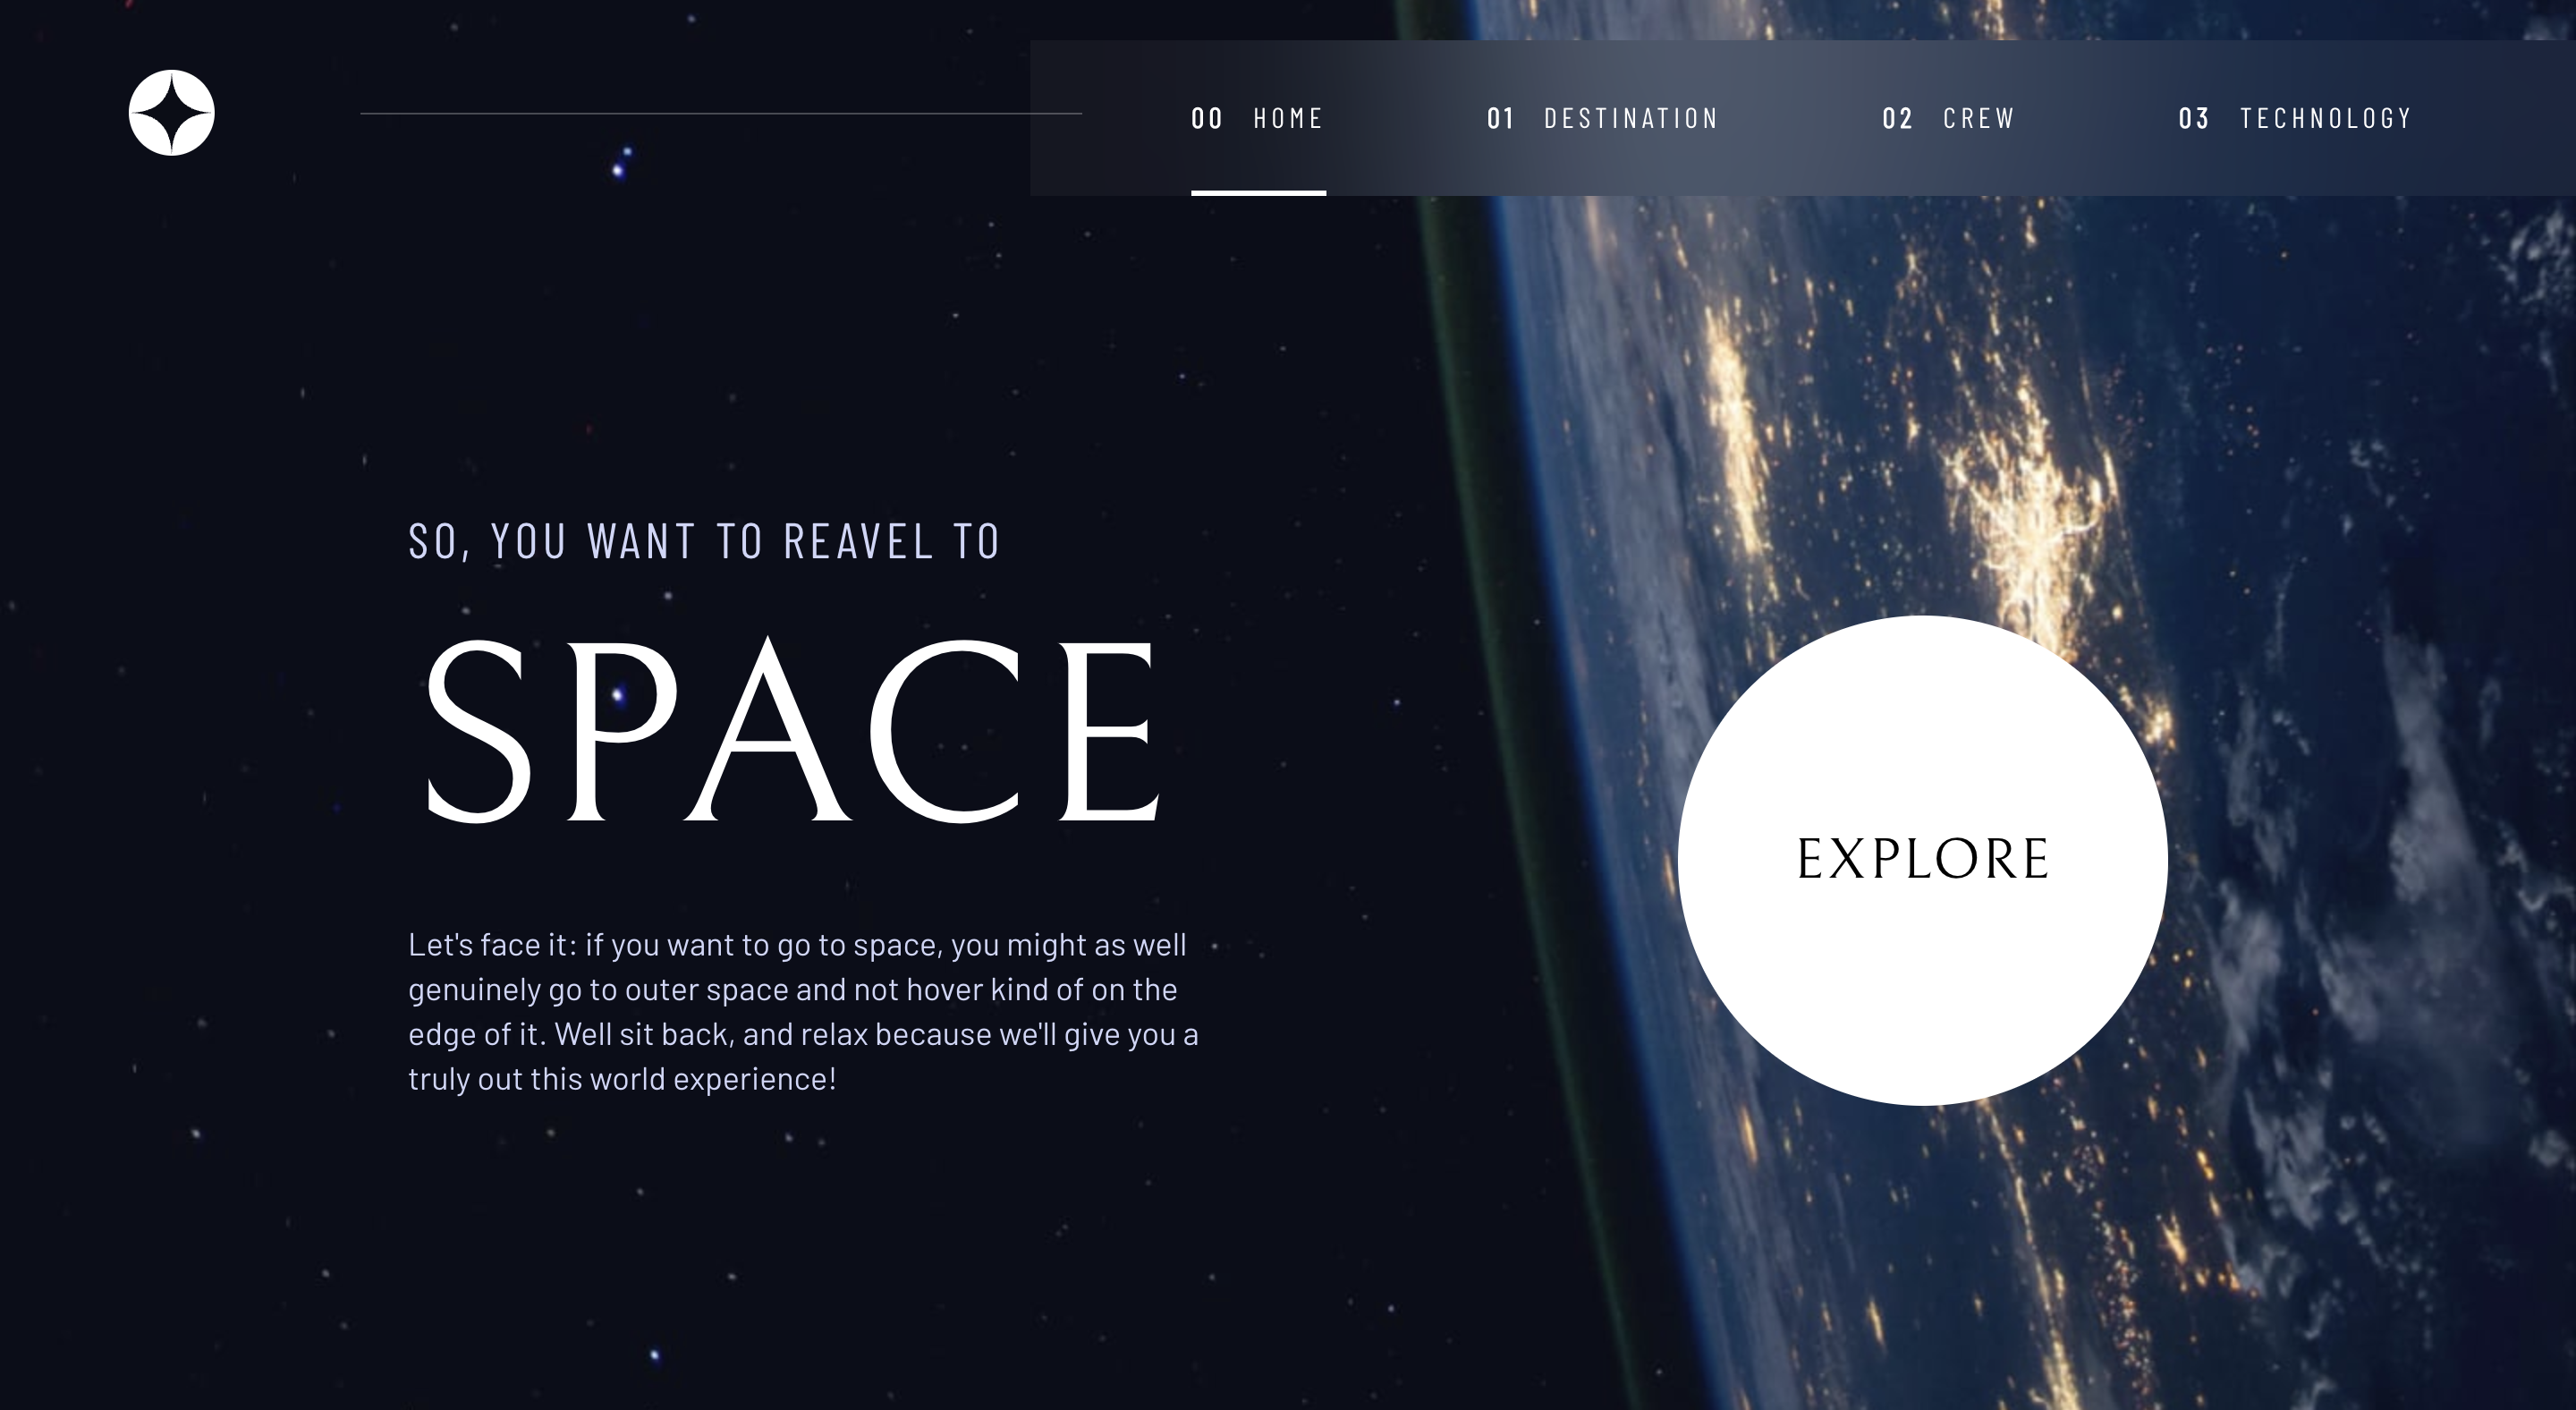 00 HOME 01 DESTINATION 02 CREW 03 TECHNOLOGY
SO, YOU WANT TO REAVEL TO
SPACE
EXPLORE
Let's face it: if you want to go to space, you might as well
genuinely go to outer space and not hover kind of on the
edge of it. Well sit back, and relax because we'll give you a
truly out this world experience!